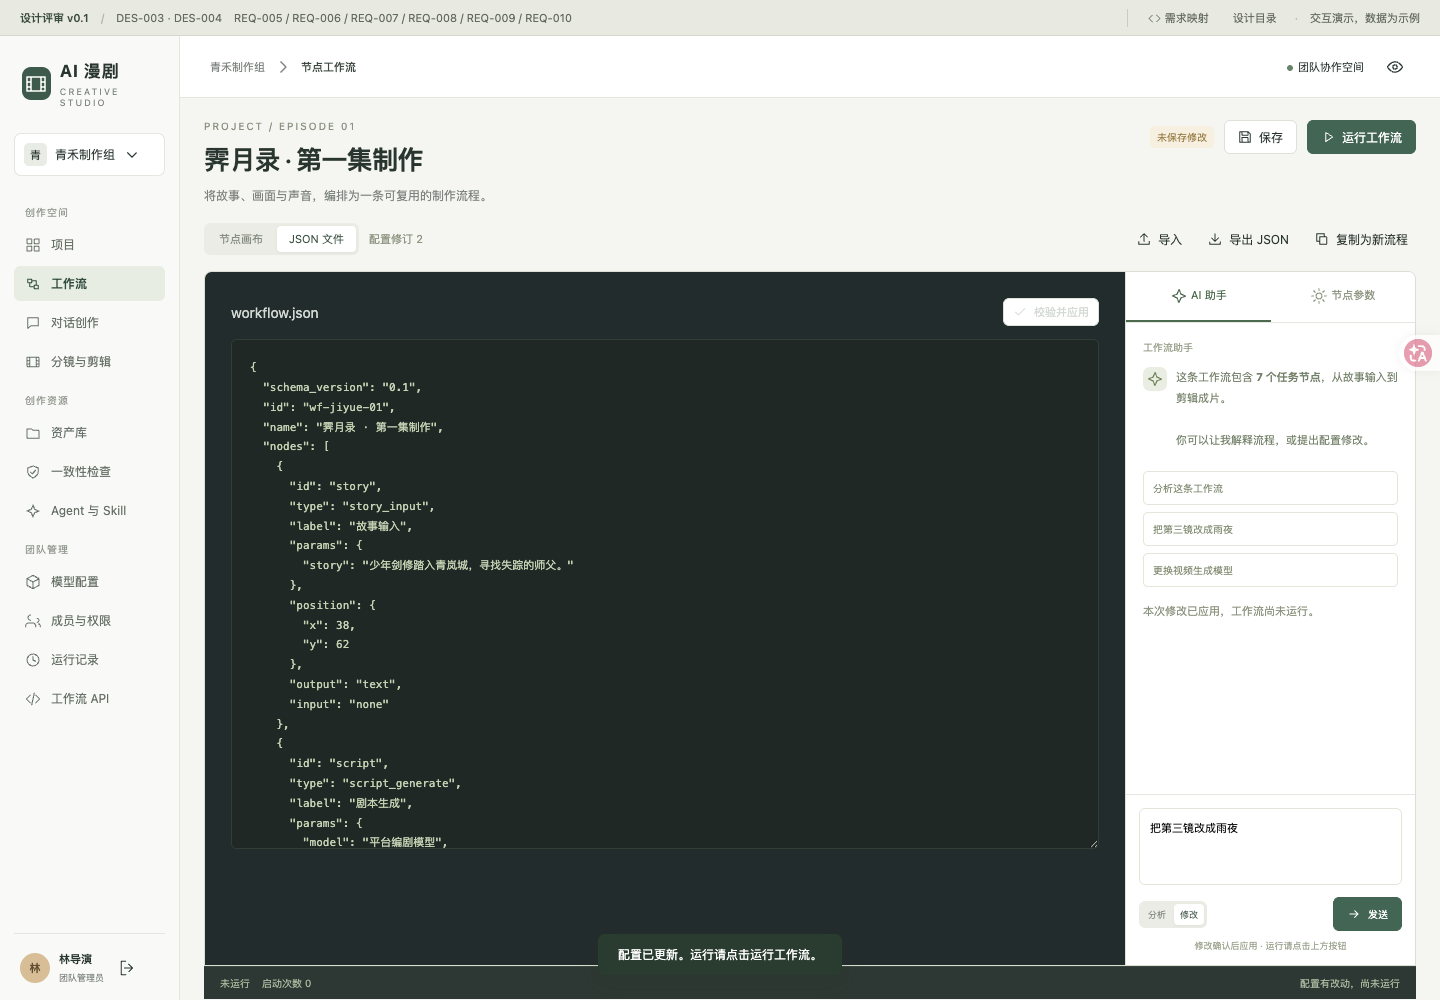 设计评审 v0.1 / DES-003 · DES-004 REQ-005 / REQ-006 / REQ-007 / REQ-008 / REQ-009 / REQ-010
需求映射 设计目录 · 交互演示，数据为示例
AI 漫剧
CREATIVE
STUDIO
青 青禾制作组
创作空间
项目
工作流
对话创作
分镜与剪辑
创作资源
资产库
一致性检查
Agent 与 Skill
团队管理
模型配置
成员与权限
运行记录
工作流 API
林 林导演
团队管理员
青禾制作组 节点工作流
团队协作空间
PROJECT / EPISODE 01
霁月录 · 第一集制作
将故事、画面与声音，编排为一条可复用的制作流程。
未保存修改 保存 运行工作流
节点画布 JSON 文件 配置修订 2
导入 导出 JSON 复制为新流程
workflow.json 校验并应用
{
"schema_version": "0.1",
"id": "wf-jiyue-01",
"name": "霁月录 · 第一集制作",
"nodes": [
{
"id": "story",
"type": "story_input",
"label": "故事输入",
"params": {
"story": "少年剑修踏入青岚城，寻找失踪的师父。"
},
"position": {
"x": 38,
"y": 62
},
"output": "text",
"input": "none"
},
{
"id": "script",
"type": "script_generate",
"label": "剧本生成",
"params": {
"model": "平台编剧模型",
AI 助手 节点参数
工作流助手
这条工作流包含 7 个任务节点，从故事输入到
剪辑成片。
你可以让我解释流程，或提出配置修改。
分析这条工作流
把第三镜改成雨夜
更换视频生成模型
本次修改已应用，工作流尚未运行。
把第三镜改成雨夜
分析 修改 发送
修改确认后应用 · 运行请点击上方按钮
配置已更新。运行请点击运行工作流。
未运行 启动次数 0
配置有改动，尚未运行